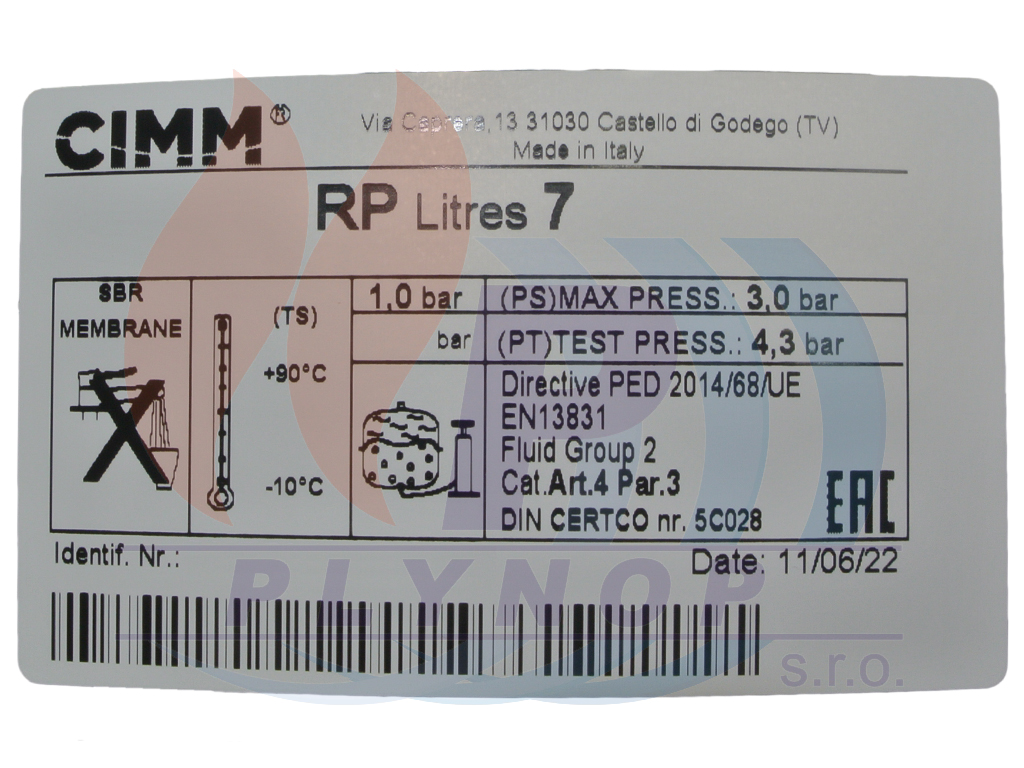 CIMM®
Via Caprera,13 31030 Castello di Godego (TV)
Made in Italy
RP Litres 7
SBR
MEMBRANE
(TS)
+90°C
-10°C
1,0 bar
bar
(PS)MAX PRESS.: 3,0 bar
(PT)TEST PRESS.: 4,3 bar
Directive PED 2014/68/UE
EN13831
Fluid Group 2
Cat.Art.4 Par.3
DIN CERTCO nr. 5C028
EAC
Identif. Nr.:
Date: 11/06/22
PLYNOP
s.r.o.